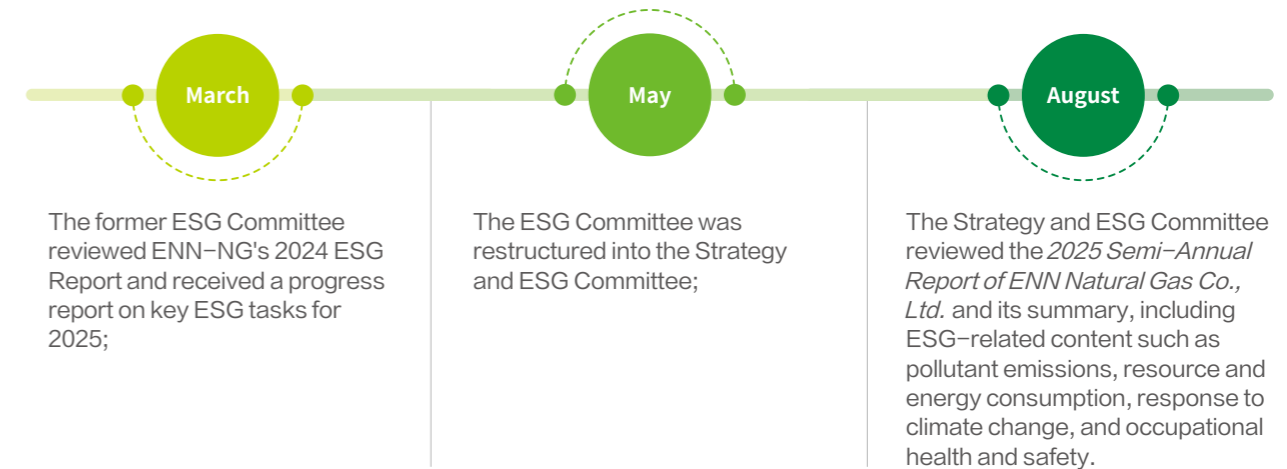 March
The former ESG Committee
reviewed ENN-NG's 2024 ESG
Report and received a progress
report on key ESG tasks for
2025;
May
The ESG Committee was
restructured into the Strategy
and ESG Committee;
August
The Strategy and ESG Committee
reviewed the 2025 Semi-Annual
Report of ENN Natural Gas Co.,
Ltd. and its summary, including
ESG-related content such as
pollutant emissions, resource and
energy consumption, response to
climate change, and occupational
health and safety.